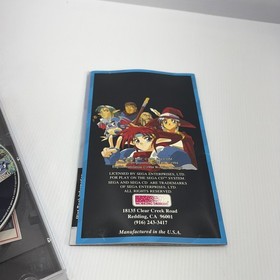 LICENSED BY SEGA ENTERPRISES, LTD.
FOR PLAY ON THE SEGA CD™ SYSTEM.
SEGA AND SEGA CD ARE TRADEMARKS
OF SEGA ENTERPRISES, LTD.
ALL RIGHTS RESERVED.
18135 Clear Creek Road
Redding, CA 96001
(916) 243-3417
Manufactured in the U.S.A.